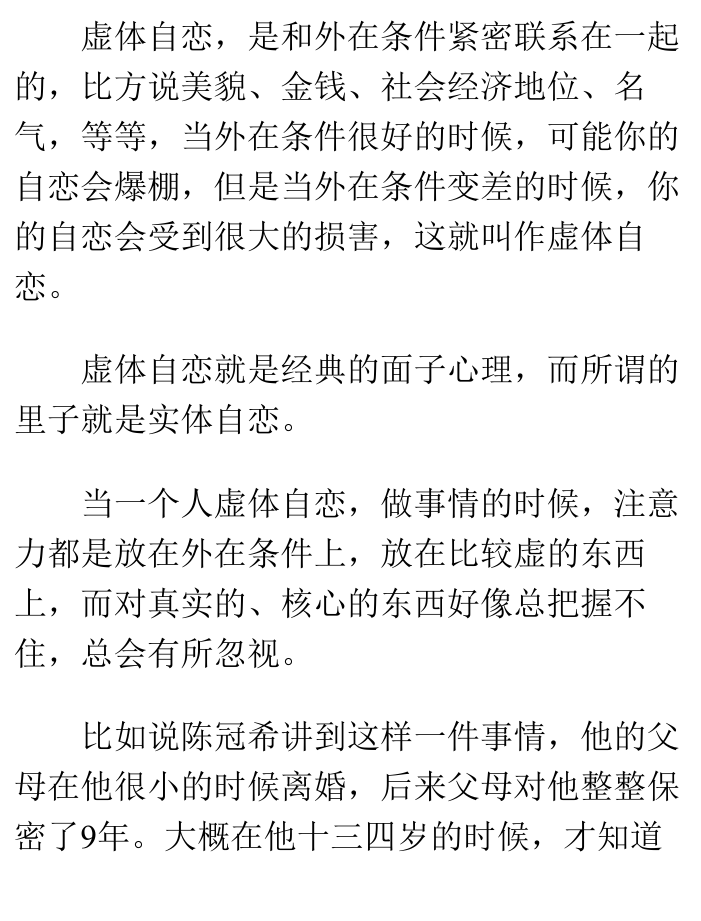 虚体自恋，是和外在条件紧密联系在一起
的，比方说美貌、金钱、社会经济地位、名
气，等等，当外在条件很好的时候，可能你的
自恋会爆棚，但是当外在条件变差的时候，你
的自恋会受到很大的损害，这就叫作虚体自
恋。
虚体自恋就是经典的面子心理，而所谓的
里子就是实体自恋。
当一个人虚体自恋，做事情的时候，注意
力都是放在外在条件上，放在比较虚的东西
上，而对真实的、核心的东西好像总把握不
住，总会有所忽视。
比如说陈冠希讲到这样一件事情，他的父
母在他很小的时候离婚，后来父母对他整整保
密了9年。大概在他十三四岁的时候，才知道